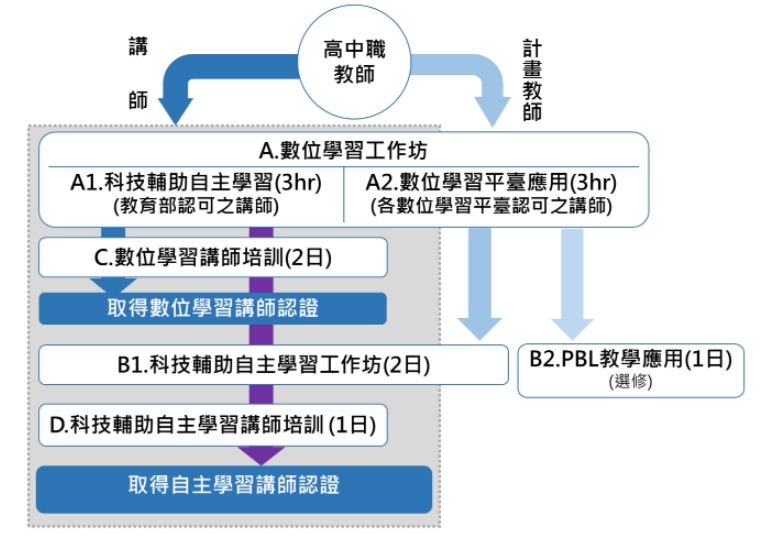 高中職
教師
講
師
計畫教師
A.數位學習工作坊
A1.科技輔助自主學習(3hr)
(教育部認可之講師)
A2.數位學習平臺應用(3hr)
(各數位學習平臺認可之講師)
C.數位學習講師培訓(2日)
取得數位學習講師認證
B1.科技輔助自主學習工作坊(2日)
B2.PBL教學應用(1日)
(選修)
D.科技輔助自主學習講師培訓(1日)
取得自主學習講師認證